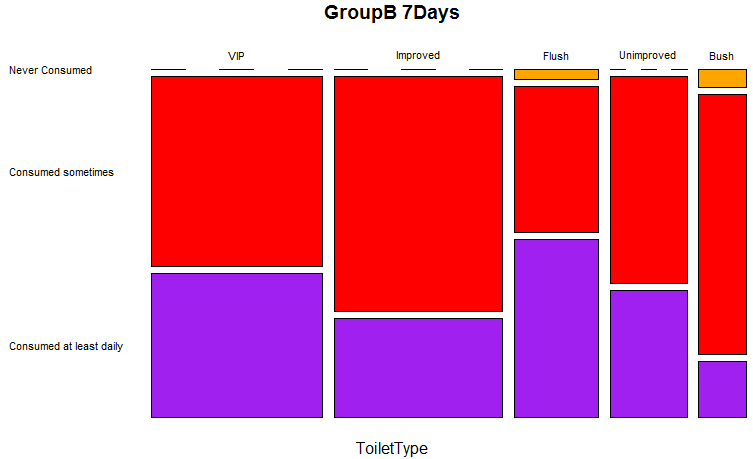 GroupB 7Days
VIP
Improved
Flush
Unimproved
Bush
Never Consumed
Consumed sometimes
Consumed at least daily
ToiletType